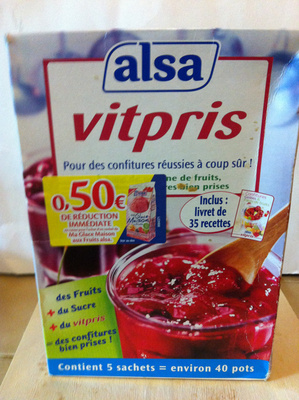 alsa
vitpris
Pour des confitures réussies à coup sûr !
me de fruits,
res bien prises
0,50€
DE RÉDUCTION
IMMÉDIATE
Ma Glace Maison
aux Fruits alsa.
Inclus :
livret de
35 recettes
des Fruits
+ du Sucre
+ du vitpris
des confitures
bien prises !
Contient 5 sachets = environ 40 pots